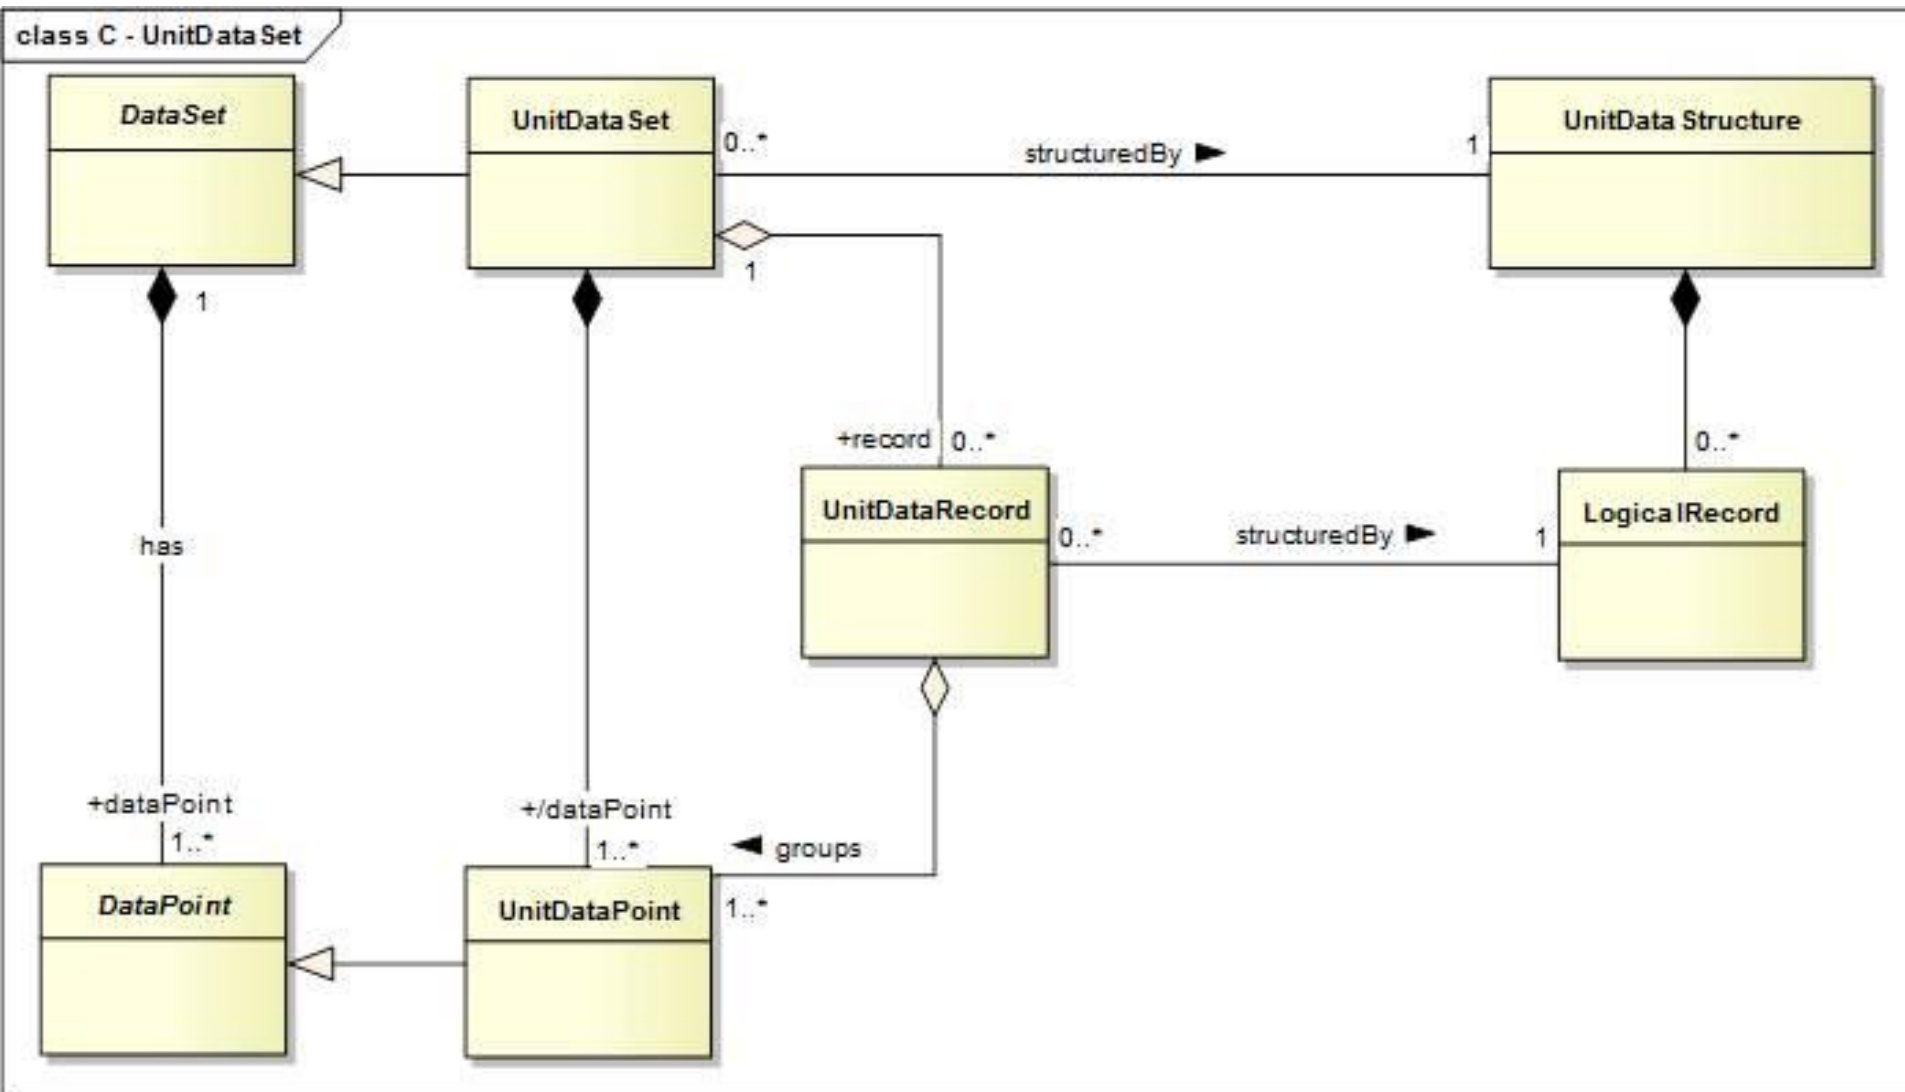 class C - UnitDataSet
DataSet
UnitDataSet
UnitData Structure
0..*
structuredBy ►
1
1
1
+record
0..*
0..*
UnitDataRecord
LogicalRecord
0..*
structuredBy ►
1
has
+dataPoint
1..*
+/dataPoint
1..*
◄ groups
1..*
DataPoint
UnitDataPoint